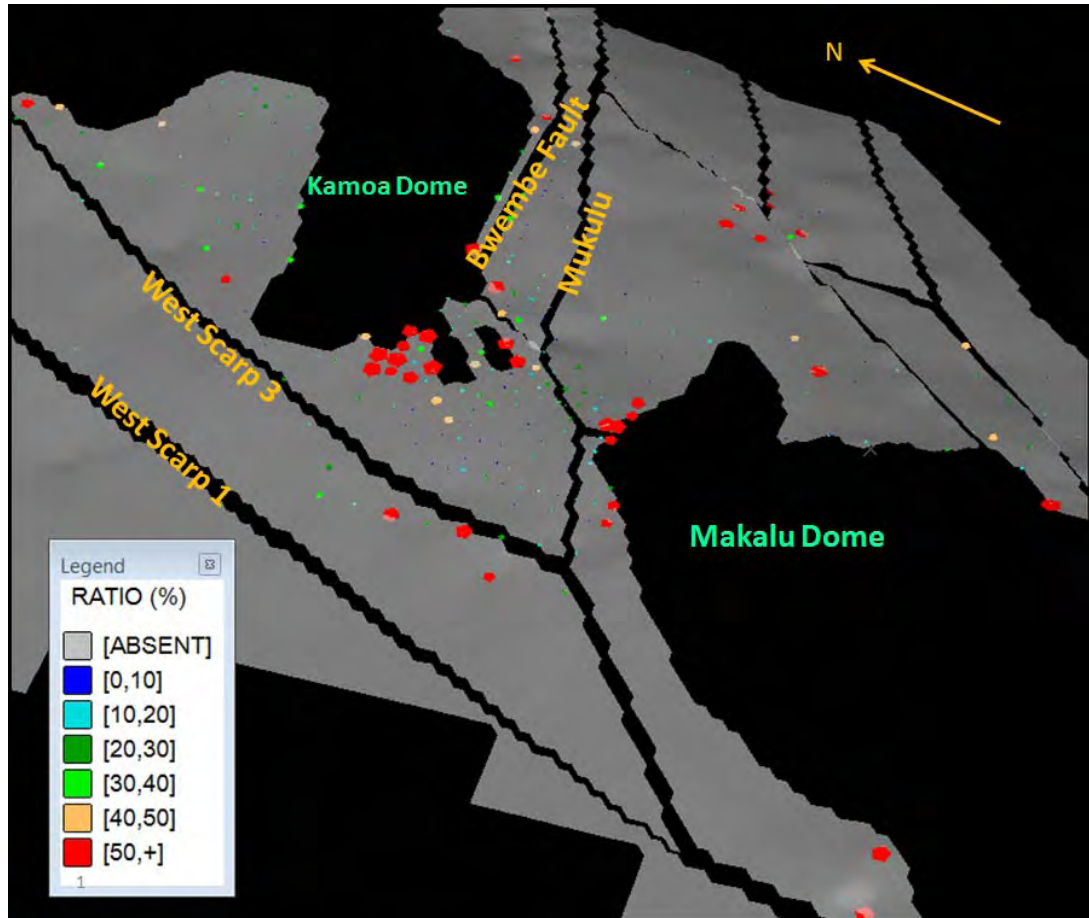 N
Kamoa Dome
Bwembe Fault
Mukulu
West Scarp 3
West Scarp 1
Makalu Dome
Legend
RATIO (%)
[ABSENT]
[0,10]
[10,20]
[20,30]
[30,40]
[40,50]
[50,+]
1